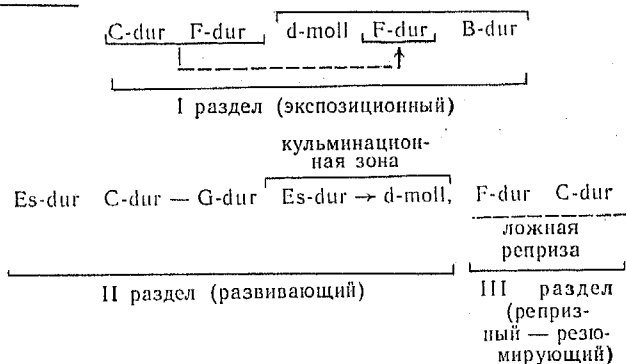 C-dur F-dur d-moll F-dur B-dur
I раздел (экспозиционный)
кульминацион-
ная зона
Es-dur C-dur — G-dur Es-dur → d-moll, F-dur C-dur
ложная
реприза
II раздел (развивающий)
III раздел
(реприз-
ный — резю-
мирующий)